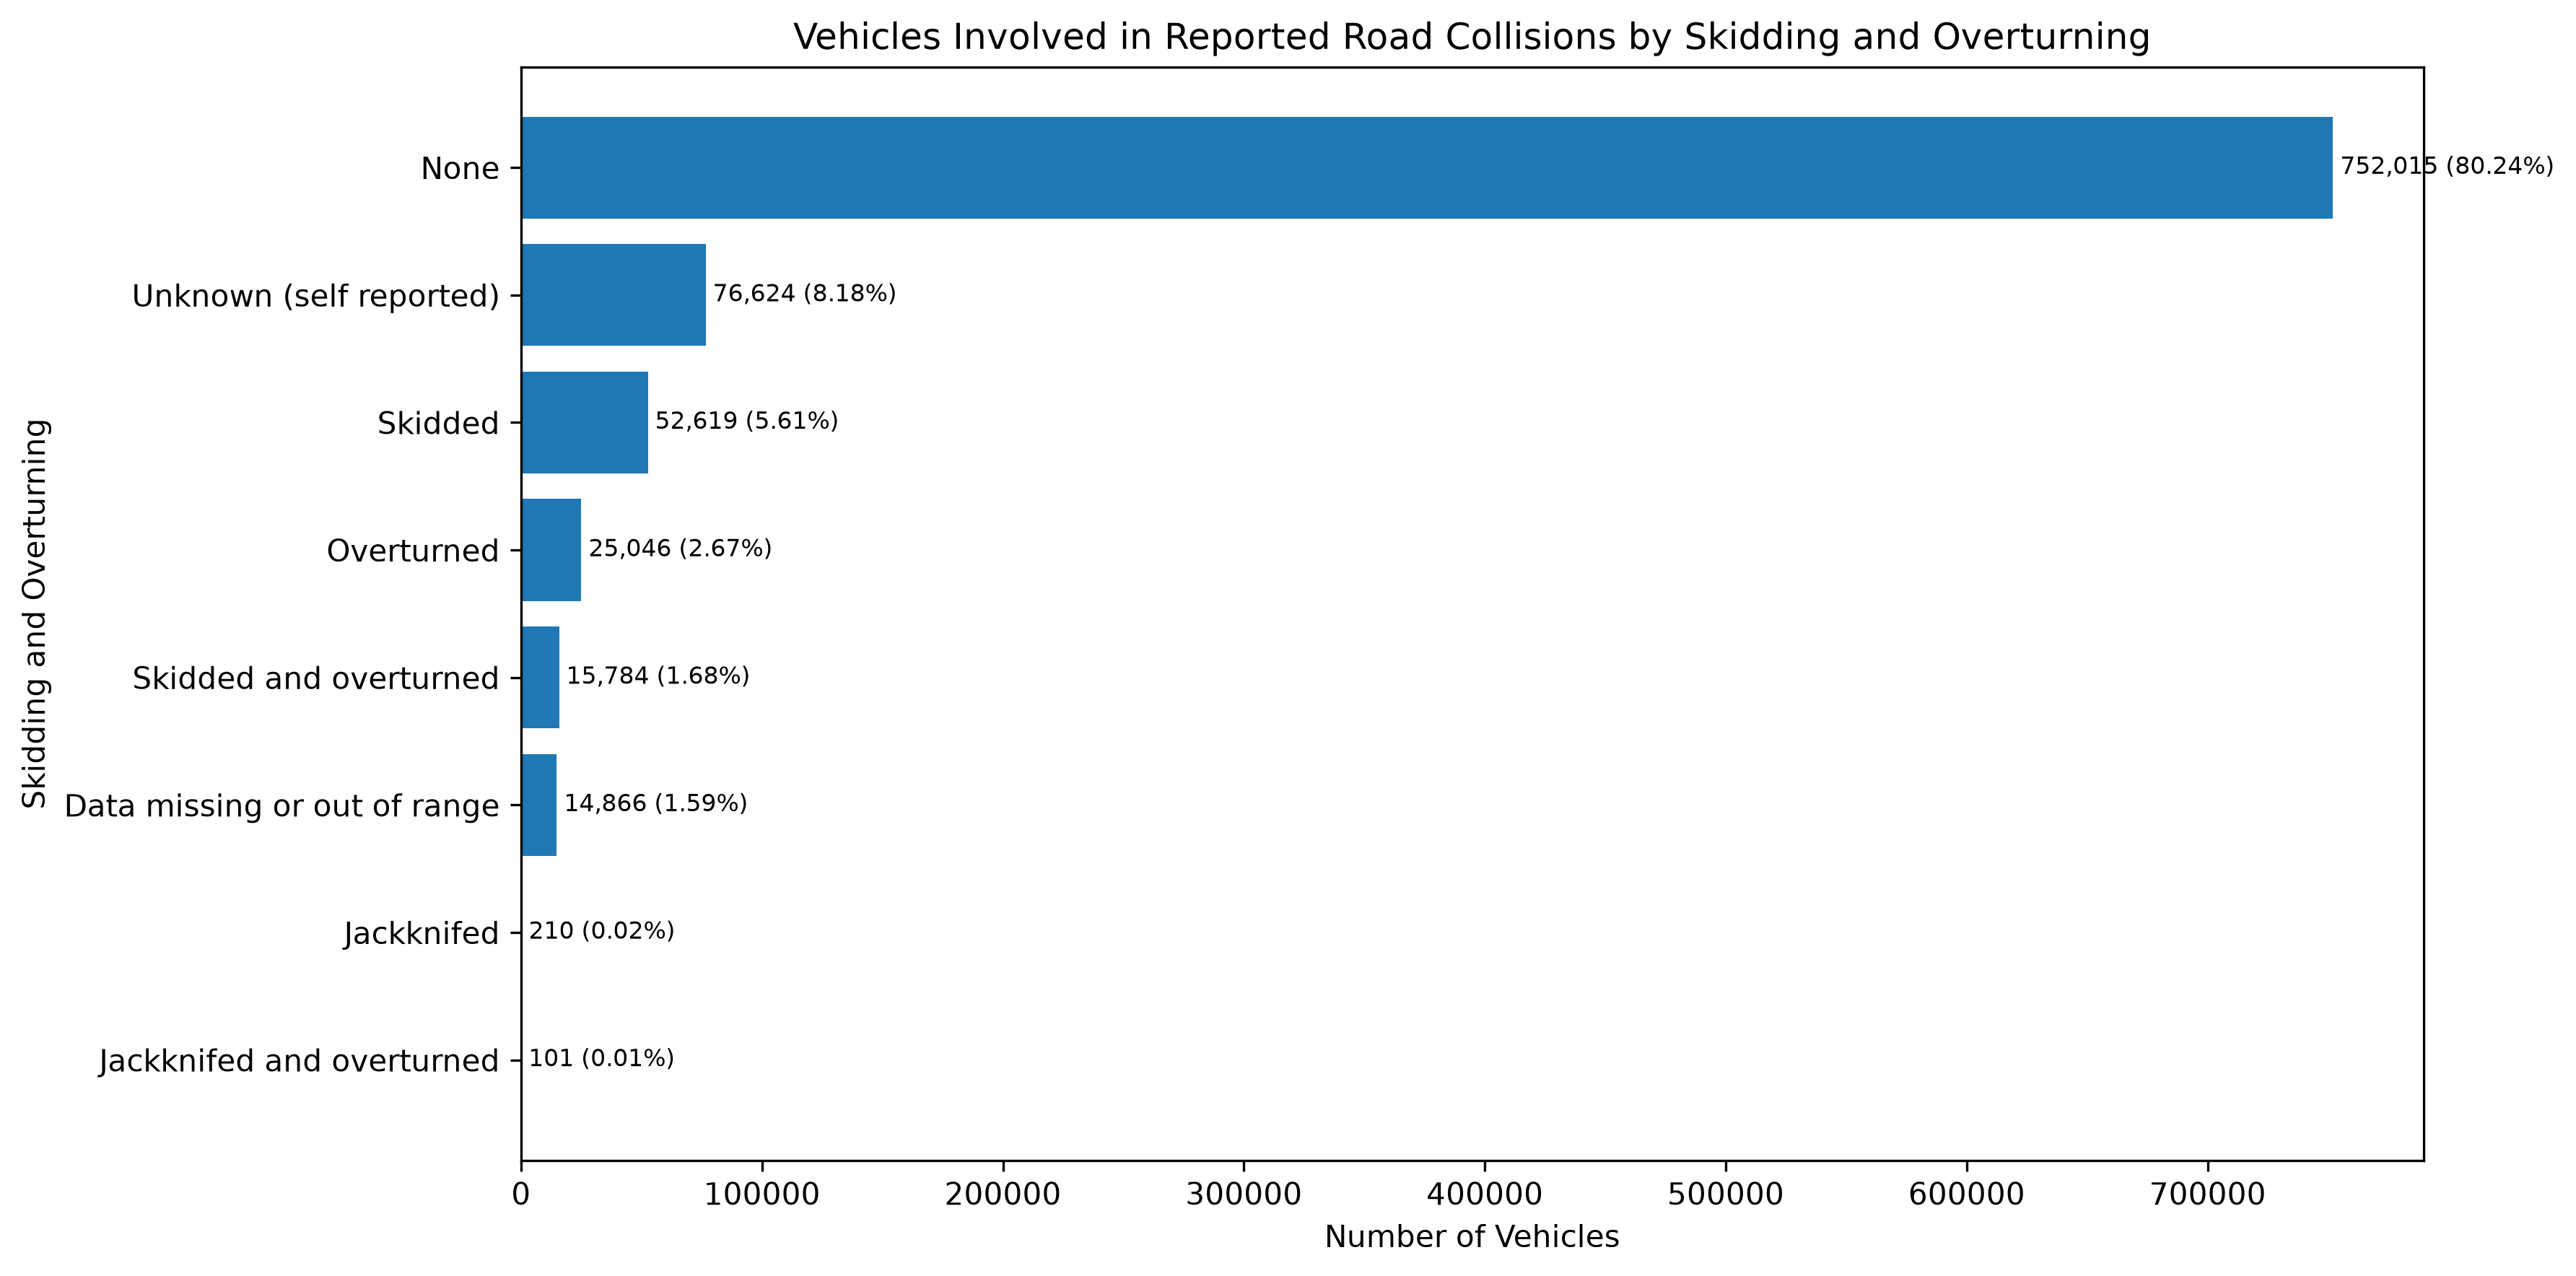 Vehicles Involved in Reported Road Collisions by Skidding and Overturning
Skidding and Overturning
None
752,015 (80.24%)
Unknown (self reported)
76,624 (8.18%)
Skidded
52,619 (5.61%)
Overturned
25,046 (2.67%)
Skidded and overturned
15,784 (1.68%)
Data missing or out of range
14,866 (1.59%)
Jackknifed
210 (0.02%)
Jackknifed and overturned
101 (0.01%)
0 100000 200000 300000 400000 500000 600000 700000
Number of Vehicles